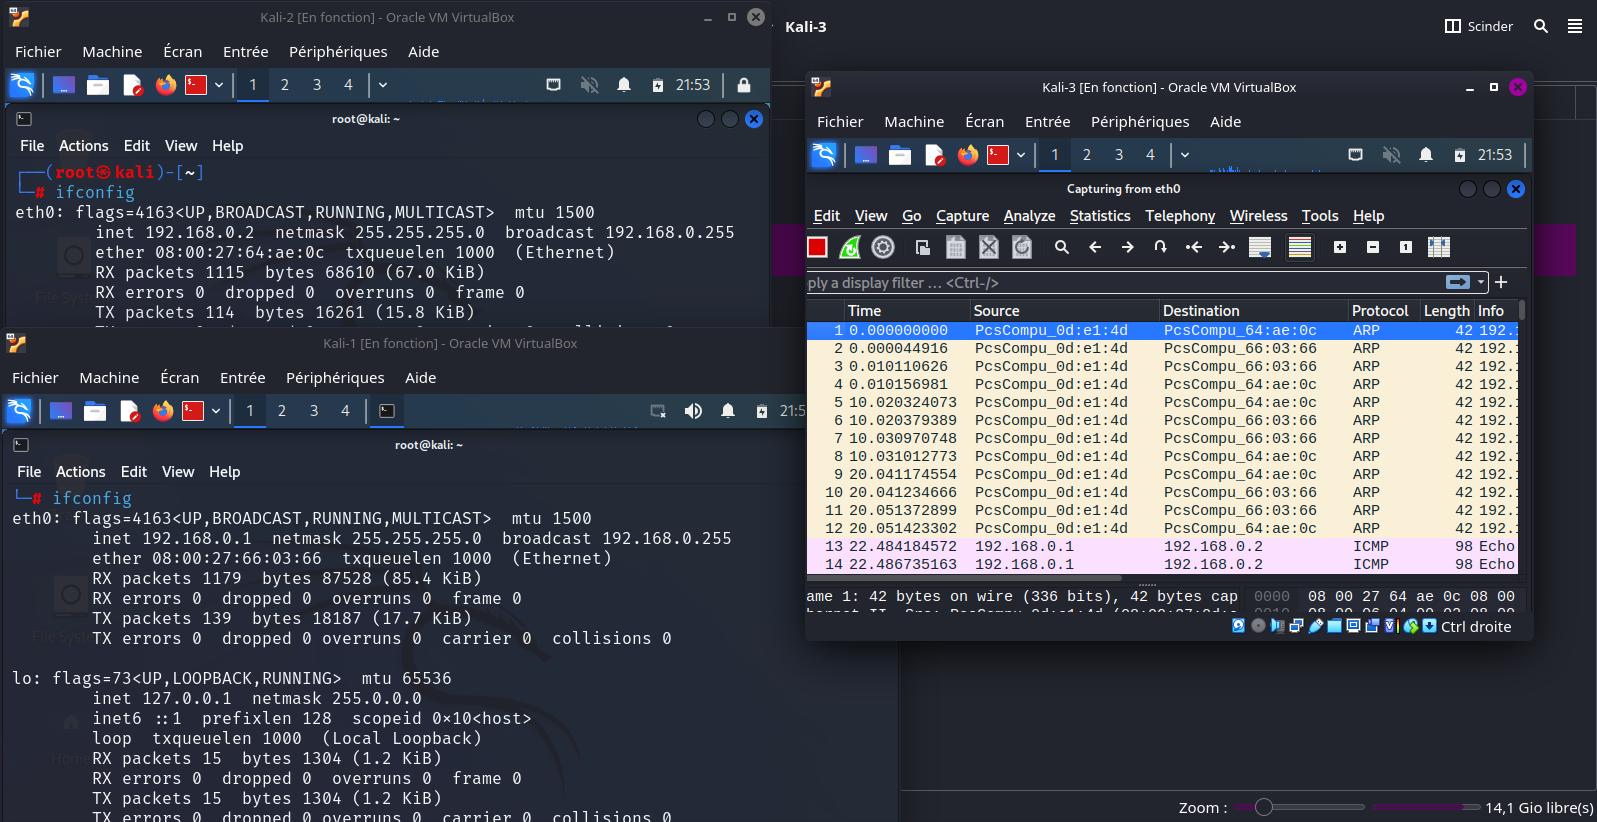 Kali-2 [En fonction] - Oracle VM VirtualBox
Fichier Machine Écran Entrée Périphériques Aide
1 2 3 4 21:53
root@kali: ~
File Actions Edit View Help
┌──(root㉿kali)-[~]
└─# ifconfig
eth0: flags=4163<UP,BROADCAST,RUNNING,MULTICAST> mtu 1500
inet 192.168.0.2 netmask 255.255.255.0 broadcast 192.168.0.255
ether 08:00:27:64:ae:0c txqueuelen 1000 (Ethernet)
RX packets 1115 bytes 68610 (67.0 KiB)
RX errors 0 dropped 0 overruns 0 frame 0
TX packets 114 bytes 16261 (15.8 KiB)
Kali-1 [En fonction] - Oracle VM VirtualBox
Fichier Machine Écran Entrée Périphériques Aide
1 2 3 4 21:5
root@kali: ~
File Actions Edit View Help
└─# ifconfig
eth0: flags=4163<UP,BROADCAST,RUNNING,MULTICAST> mtu 1500
inet 192.168.0.1 netmask 255.255.255.0 broadcast 192.168.0.255
ether 08:00:27:66:03:66 txqueuelen 1000 (Ethernet)
RX packets 1179 bytes 87528 (85.4 KiB)
RX errors 0 dropped 0 overruns 0 frame 0
TX packets 139 bytes 18187 (17.7 KiB)
TX errors 0 dropped 0 overruns 0 carrier 0 collisions 0
lo: flags=73<UP,LOOPBACK,RUNNING> mtu 65536
inet 127.0.0.1 netmask 255.0.0.0
inet6 ::1 prefixlen 128 scopeid 0×10<host>
loop txqueuelen 1000 (Local Loopback)
RX packets 15 bytes 1304 (1.2 KiB)
RX errors 0 dropped 0 overruns 0 frame 0
TX packets 15 bytes 1304 (1.2 KiB)
TX errors 0 dropped 0 overruns 0 carrier 0 collisions 0
Kali-3
Scinder
Kali-3 [En fonction] - Oracle VM VirtualBox
Fichier Machine Écran Entrée Périphériques Aide
1 2 3 4 21:53
Capturing from eth0
Edit View Go Capture Analyze Statistics Telephony Wireless Tools Help
ply a display filter … <Ctrl-/>
Time Source Destination Protocol Length Info
1 0.000000000 PcsCompu_0d:e1:4d PcsCompu_64:ae:0c ARP 42 192.1
2 0.000044916 PcsCompu_0d:e1:4d PcsCompu_66:03:66 ARP 42 192.1
3 0.010110626 PcsCompu_0d:e1:4d PcsCompu_66:03:66 ARP 42 192.1
4 0.010156981 PcsCompu_0d:e1:4d PcsCompu_64:ae:0c ARP 42 192.1
5 10.020324073 PcsCompu_0d:e1:4d PcsCompu_64:ae:0c ARP 42 192.1
6 10.020379389 PcsCompu_0d:e1:4d PcsCompu_66:03:66 ARP 42 192.1
7 10.030970748 PcsCompu_0d:e1:4d PcsCompu_66:03:66 ARP 42 192.1
8 10.031012773 PcsCompu_0d:e1:4d PcsCompu_64:ae:0c ARP 42 192.1
9 20.041174554 PcsCompu_0d:e1:4d PcsCompu_64:ae:0c ARP 42 192.1
10 20.041234666 PcsCompu_0d:e1:4d PcsCompu_66:03:66 ARP 42 192.1
11 20.051372899 PcsCompu_0d:e1:4d PcsCompu_66:03:66 ARP 42 192.1
12 20.051423302 PcsCompu_0d:e1:4d PcsCompu_64:ae:0c ARP 42 192.1
13 22.484184572 192.168.0.1 192.168.0.2 ICMP 98 Echo
14 22.486735163 192.168.0.1 192.168.0.2 ICMP 98 Echo
ame 1: 42 bytes on wire (336 bits), 42 bytes cap 0000 08 00 27 64 ae 0c 08 00
Ctrl droite
Zoom : 14,1 Gio libre(s)